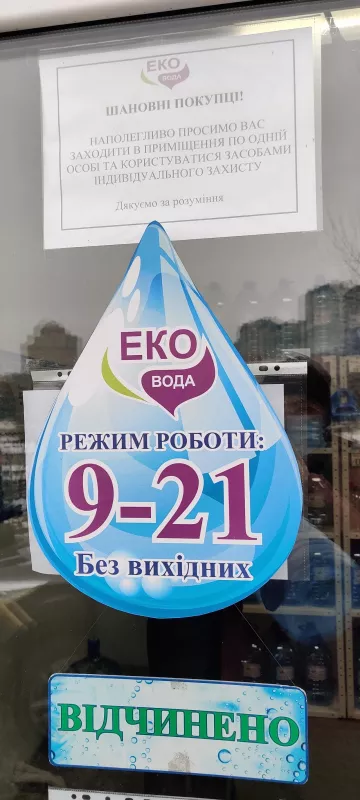 ЕКО
ВОДА
ШАНОВНІ ПОКУПЦІ!
НАПОЛЕГЛИВО ПРОСИМО ВАС
ЗАХОДИТИ В ПРИМІЩЕННЯ ПО ОДНІЙ
ОСОБІ ТА КОРИСТУВАТИСЯ ЗАСОБАМИ
ІНДИВІДУАЛЬНОГО ЗАХИСТУ
Дякуємо за розуміння
ЕКО
ВОДА
РЕЖИМ РОБОТИ:
9-21
Без вихідних
ВІДЧИНЕНО